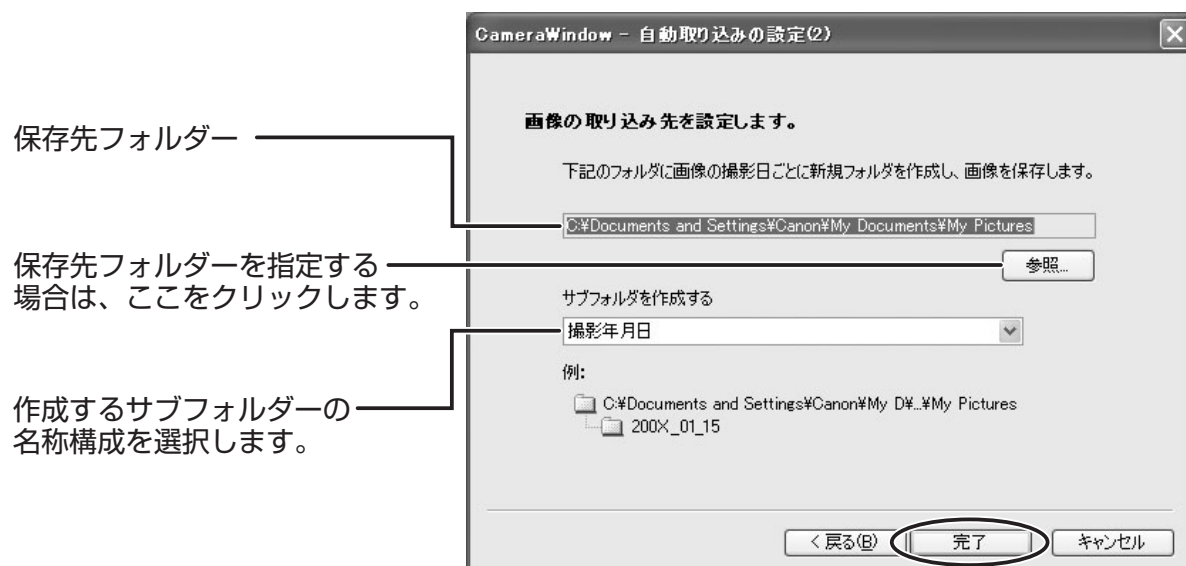 CameraWindow - 自動取り込みの設定(2)
画像の取り込み先を設定します。
保存先フォルダー
下記のフォルダに画像の撮影日ごとに新規フォルダを作成し、画像を保存します。
C:¥Documents and Settings¥Canon¥My Documents¥My Pictures
保存先フォルダーを指定する
場合は、ここをクリックします。
参照...
サブフォルダを作成する
撮影年月日
例:
作成するサブフォルダーの
名称構成を選択します。
C:¥Documents and Settings¥Canon¥My D¥...¥My Pictures
200X_01_15
< 戻る(B)
完了
キャンセル